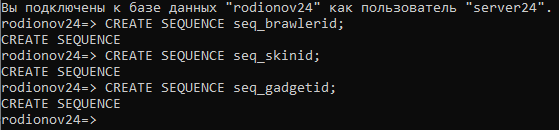 Вы подключены к базе данных "rodionov24" как пользователь "server24".
rodionov24=> CREATE SEQUENCE seq_brawlerid;
CREATE SEQUENCE
rodionov24=> CREATE SEQUENCE seq_skinid;
CREATE SEQUENCE
rodionov24=> CREATE SEQUENCE seq_gadgetid;
CREATE SEQUENCE
rodionov24=>